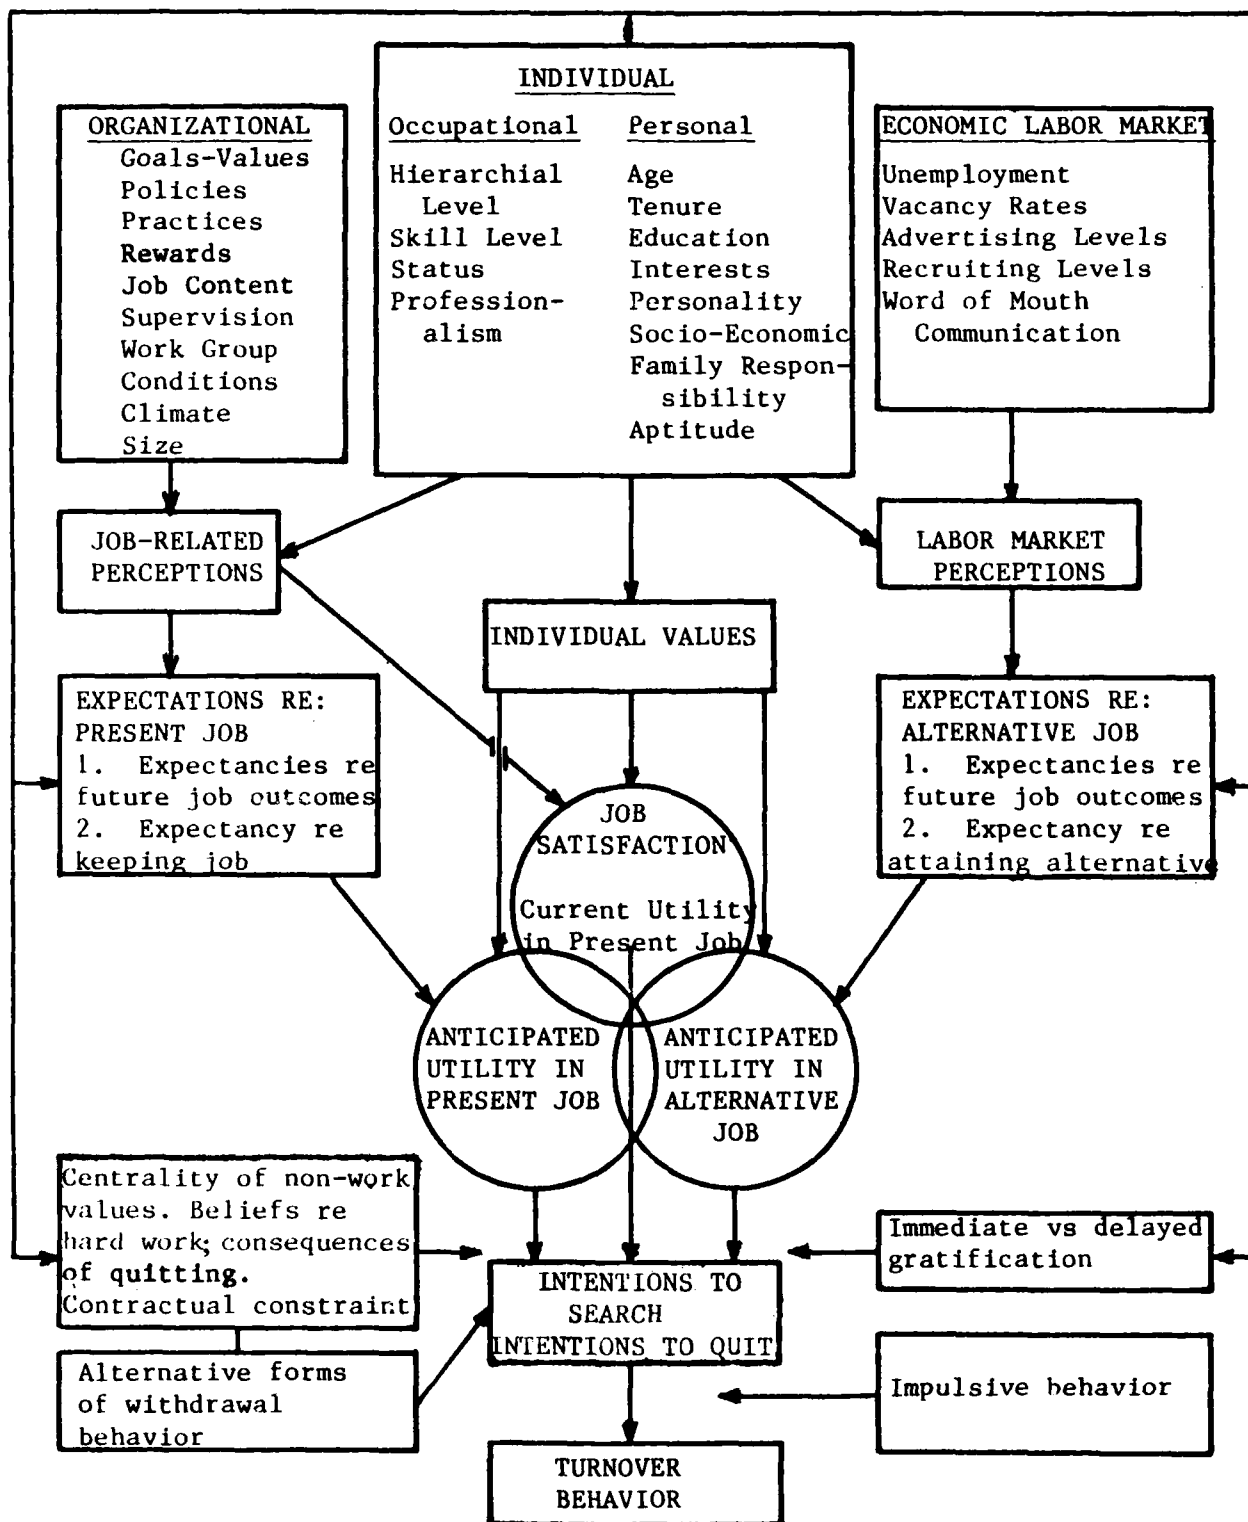 INDIVIDUAL
ORGANIZATIONAL
Goals-Values
Policies
Practices
Rewards
Job Content
Supervision
Work Group
Conditions
Climate
Size
Occupational
Hierarchial
Level
Skill Level
Status
Profession-
alism
Personal
Age
Tenure
Education
Interests
Personality
Socio-Economic
Family Respon-
sibility
Aptitude
ECONOMIC LABOR MARKET
Unemployment
Vacancy Rates
Advertising Levels
Recruiting Levels
Word of Mouth
Communication
JOB-RELATED
PERCEPTIONS
LABOR MARKET
PERCEPTIONS
INDIVIDUAL VALUES
EXPECTATIONS RE:
PRESENT JOB
1. Expectancies re
future job outcomes
2. Expectancy re
keeping job
EXPECTATIONS RE:
ALTERNATIVE JOB
1. Expectancies re
future job outcomes
2. Expectancy re
attaining alternative
JOB
SATISFACTION
Current Utility
in Present Job
ANTICIPATED
UTILITY IN
PRESENT JOB
ANTICIPATED
UTILITY IN
ALTERNATIVE
JOB
Centrality of non-work
values. Beliefs re
hard work; consequences
of quitting.
Contractual constraint
Immediate vs delayed
gratification
INTENTIONS TO
SEARCH
INTENTIONS TO QUIT
Alternative forms
of withdrawal
behavior
Impulsive behavior
TURNOVER
BEHAVIOR